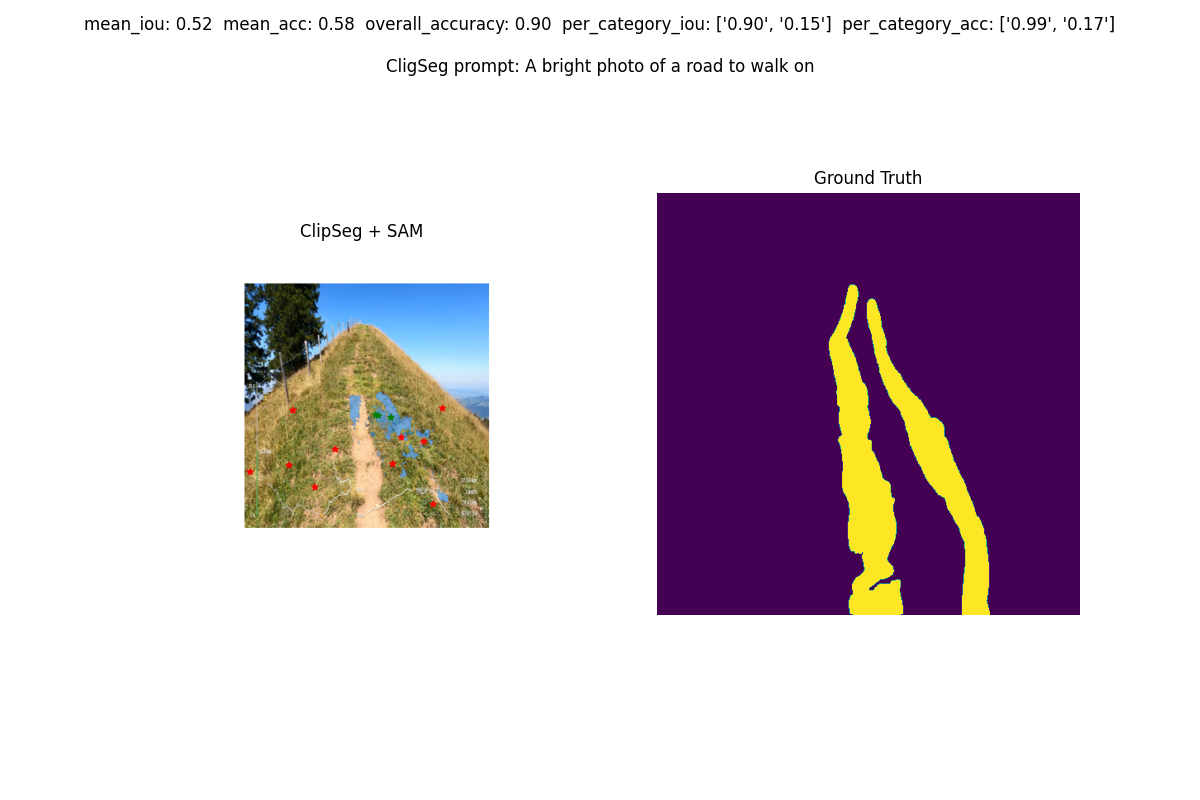 mean_iou: 0.52  mean_acc: 0.58  overall_accuracy: 0.90  per_category_iou: ['0.90', '0.15']  per_category_acc: ['0.99', '0.17']
CligSeg prompt: A bright photo of a road to walk on
Ground Truth
ClipSeg + SAM